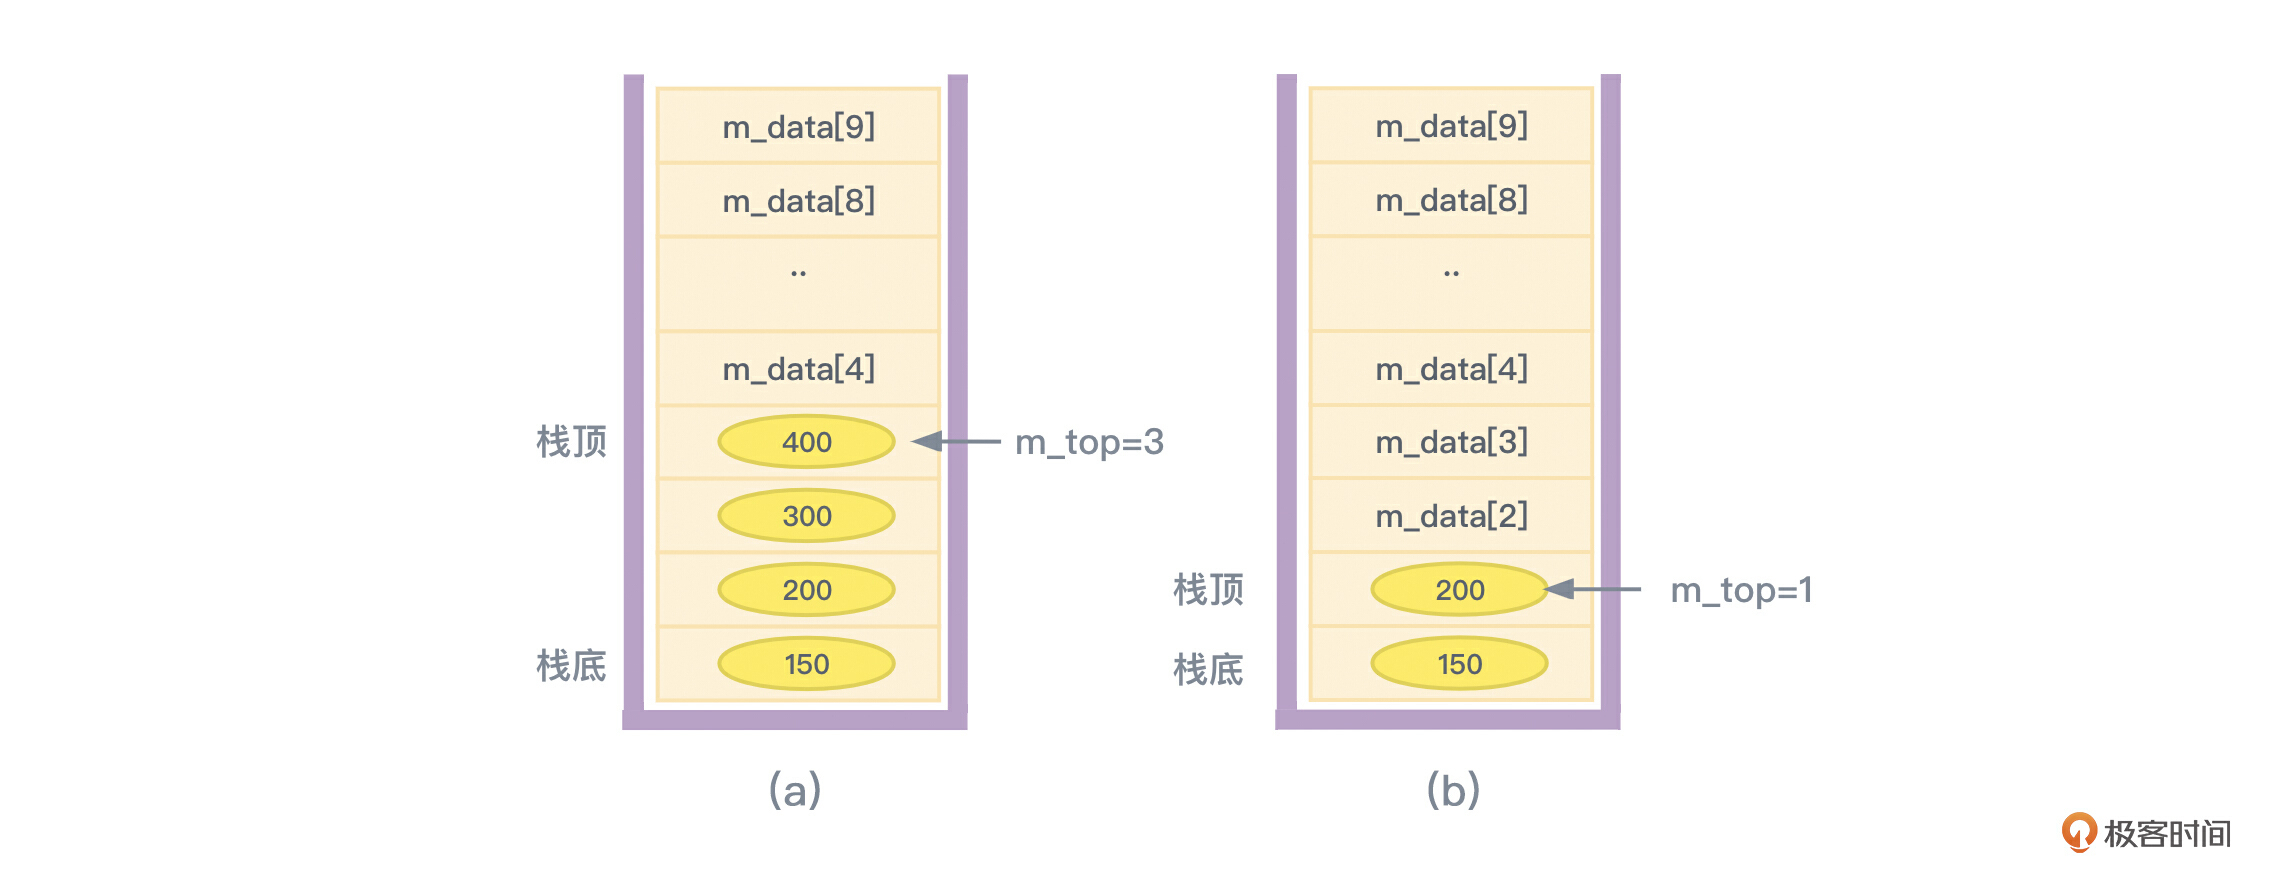 m_data[9]
m_data[8]
..
m_data[4]
栈顶 400 m_top=3
300
200
栈底 150
(a)
m_data[9]
m_data[8]
..
m_data[4]
m_data[3]
m_data[2]
栈顶 200 m_top=1
栈底 150
(b)
极客时间